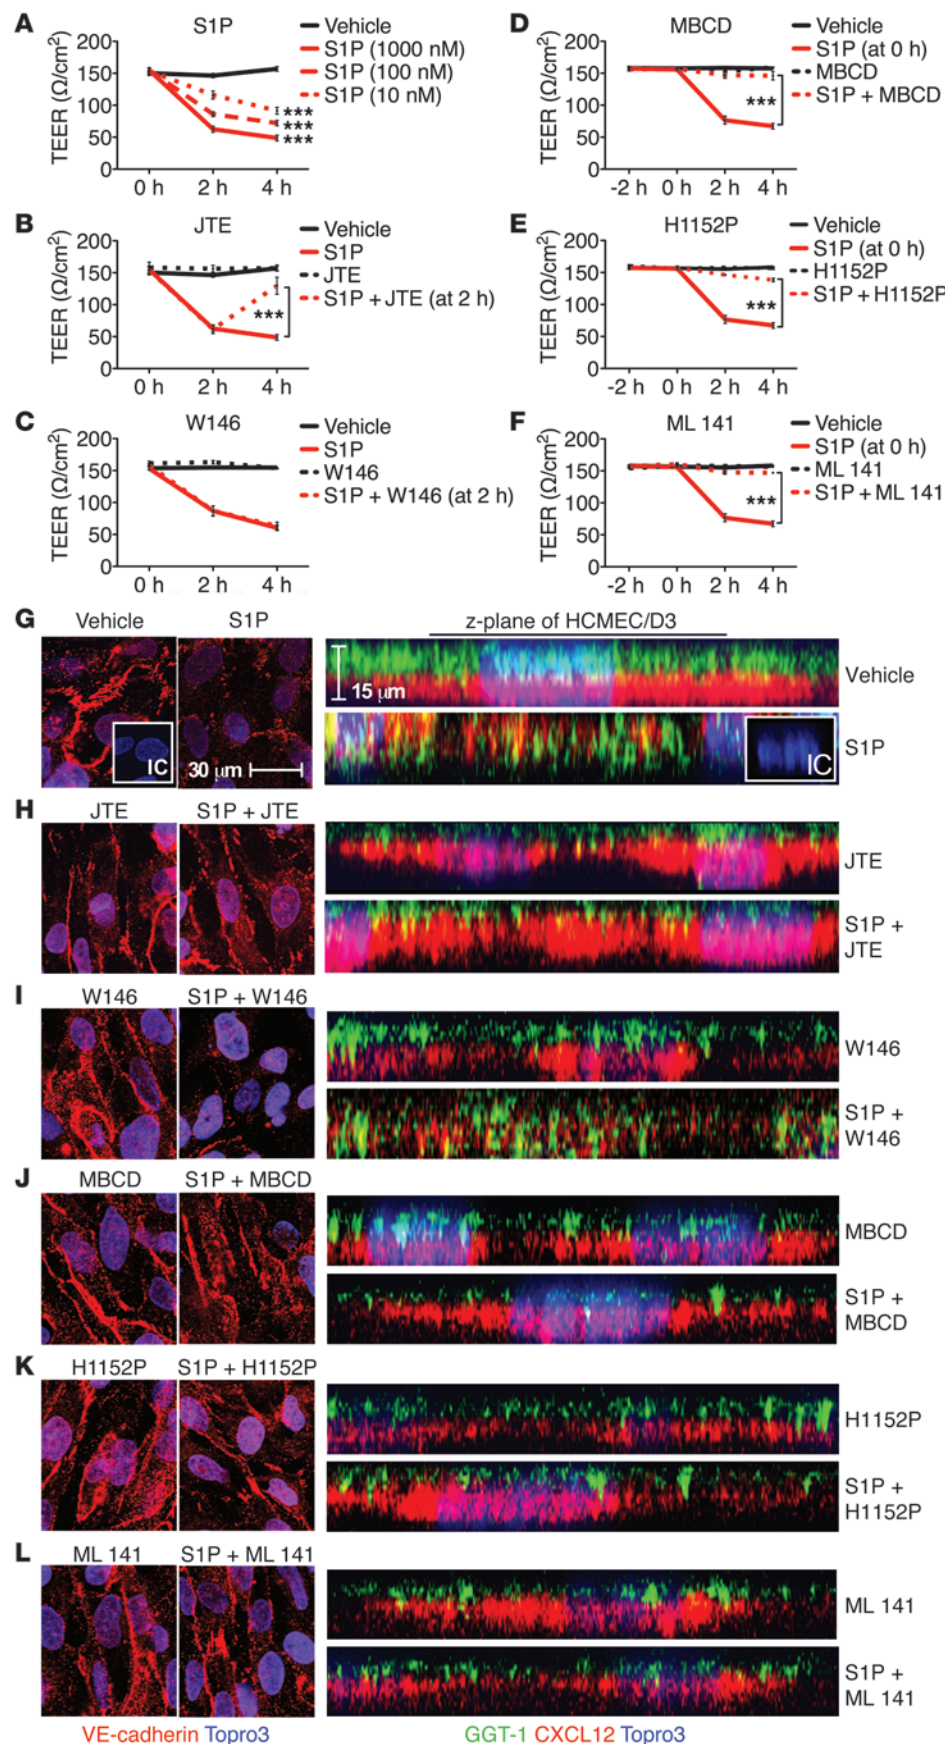 A
S1P
TEER (Ω/cm²)
200
150
100
50
0
0 h 2 h 4 h
Vehicle
S1P (1000 nM)
S1P (100 nM)
S1P (10 nM)
***
***
***
D
MBCD
TEER (Ω/cm²)
200
150
100
50
0
-2 h 0 h 2 h 4 h
Vehicle
S1P (at 0 h)
MBCD
S1P + MBCD
***
B
JTE
TEER (Ω/cm²)
200
150
100
50
0
0 h 2 h 4 h
Vehicle
S1P
JTE
S1P + JTE (at 2 h)
***
E
H1152P
TEER (Ω/cm²)
200
150
100
50
0
-2 h 0 h 2 h 4 h
Vehicle
S1P (at 0 h)
H1152P
S1P + H1152P
***
C
W146
TEER (Ω/cm²)
200
150
100
50
0
0 h 2 h 4 h
Vehicle
S1P
W146
S1P + W146 (at 2 h)
F
ML 141
TEER (Ω/cm²)
200
150
100
50
0
-2 h 0 h 2 h 4 h
Vehicle
S1P (at 0 h)
ML 141
S1P + ML 141
***
G
Vehicle S1P
IC
30 μm
z-plane of HCMEC/D3
15 μm
Vehicle
IC
S1P
H
JTE S1P + JTE
JTE
S1P +
JTE
I
W146 S1P + W146
W146
S1P +
W146
J
MBCD S1P + MBCD
MBCD
S1P +
MBCD
K
H1152P S1P + H1152P
H1152P
S1P +
H1152P
L
ML 141 S1P + ML 141
ML 141
S1P +
ML 141
VE-cadherin Topro3
GGT-1 CXCL12 Topro3